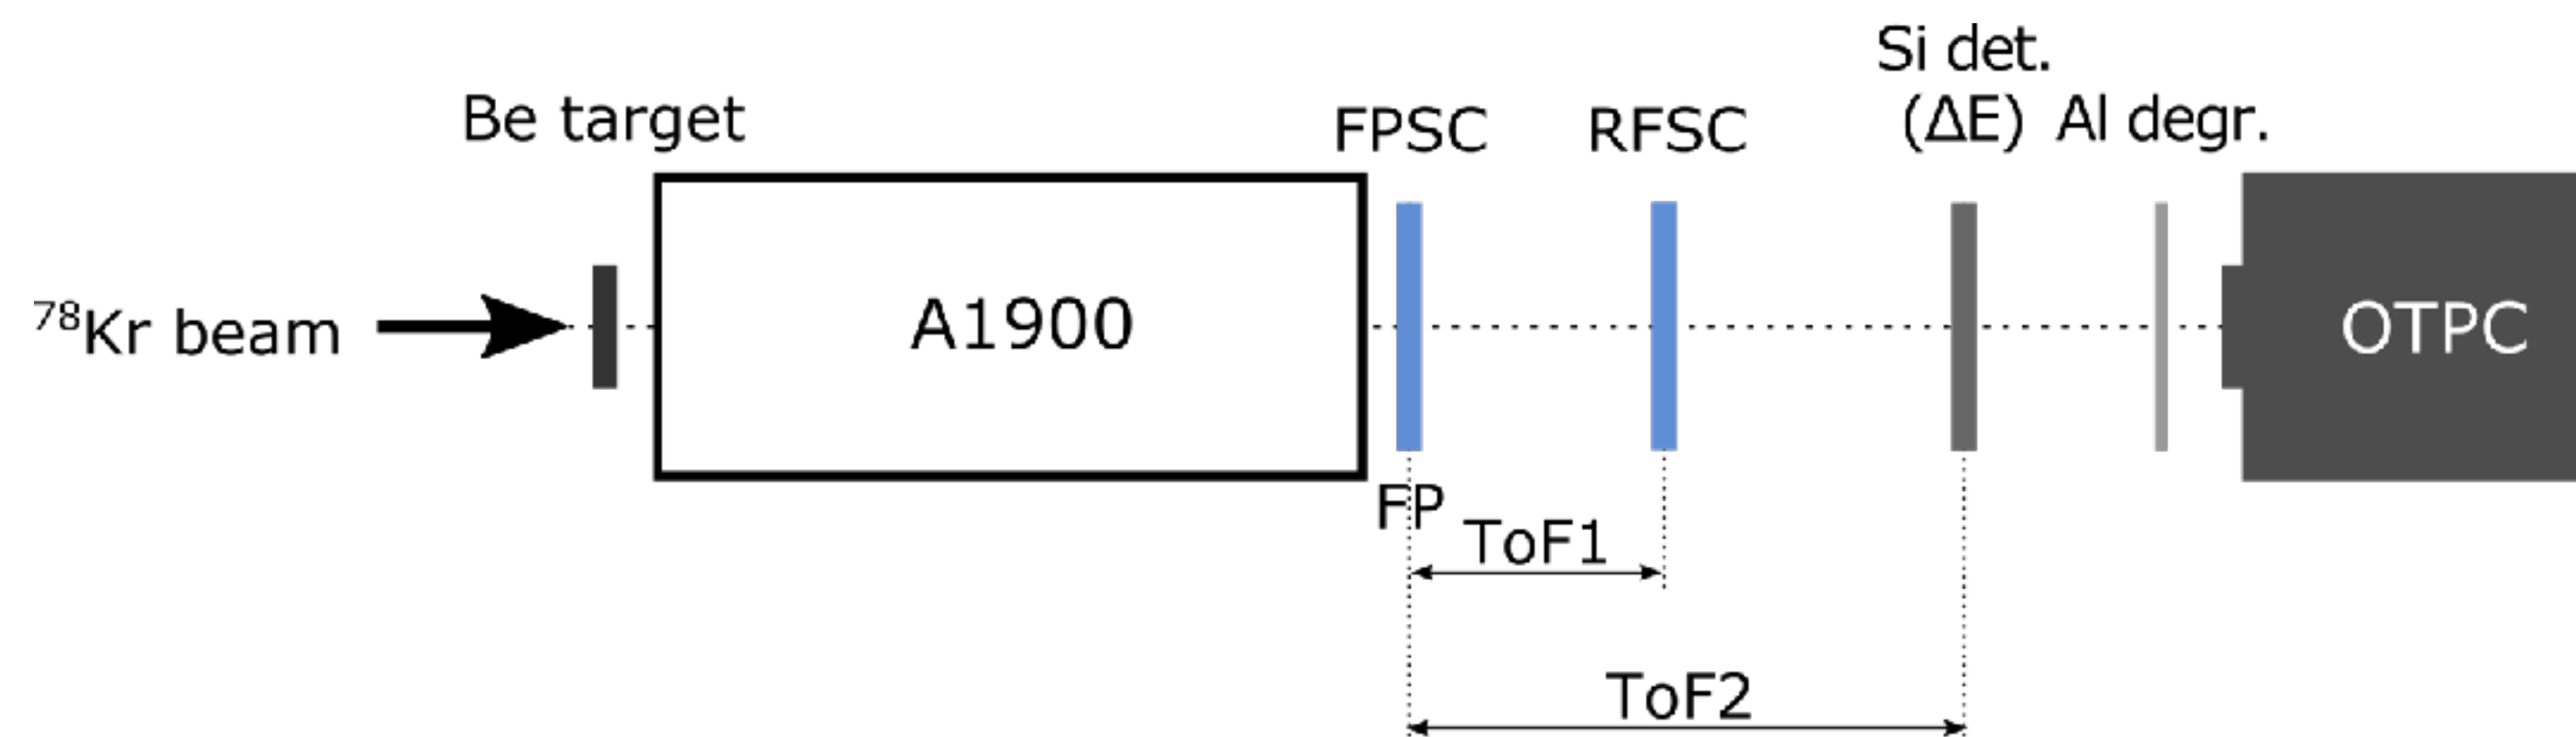 Si det.
(ΔE)
Al degr.
Be target
FPSC
RFSC
⁷⁸Kr beam
A1900
OTPC
FP
ToF1
ToF2